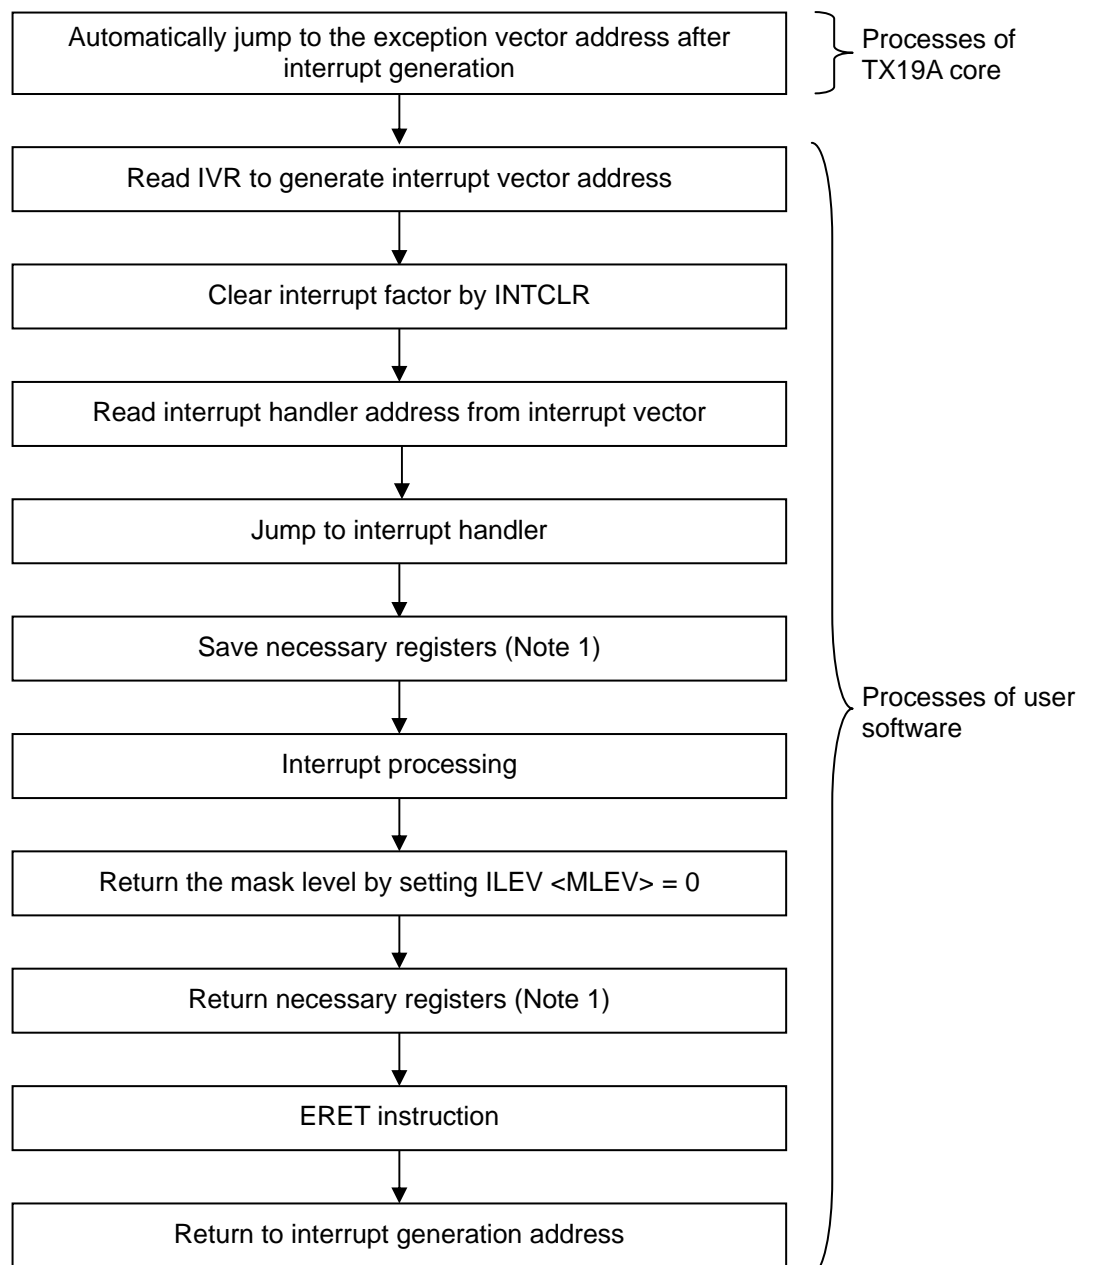 Automatically jump to the exception vector address after
interrupt generation
Processes of
TX19A core
Read IVR to generate interrupt vector address
Clear interrupt factor by INTCLR
Read interrupt handler address from interrupt vector
Jump to interrupt handler
Save necessary registers (Note 1)
Processes of user
software
Interrupt processing
Return the mask level by setting ILEV <MLEV> = 0
Return necessary registers (Note 1)
ERET instruction
Return to interrupt generation address